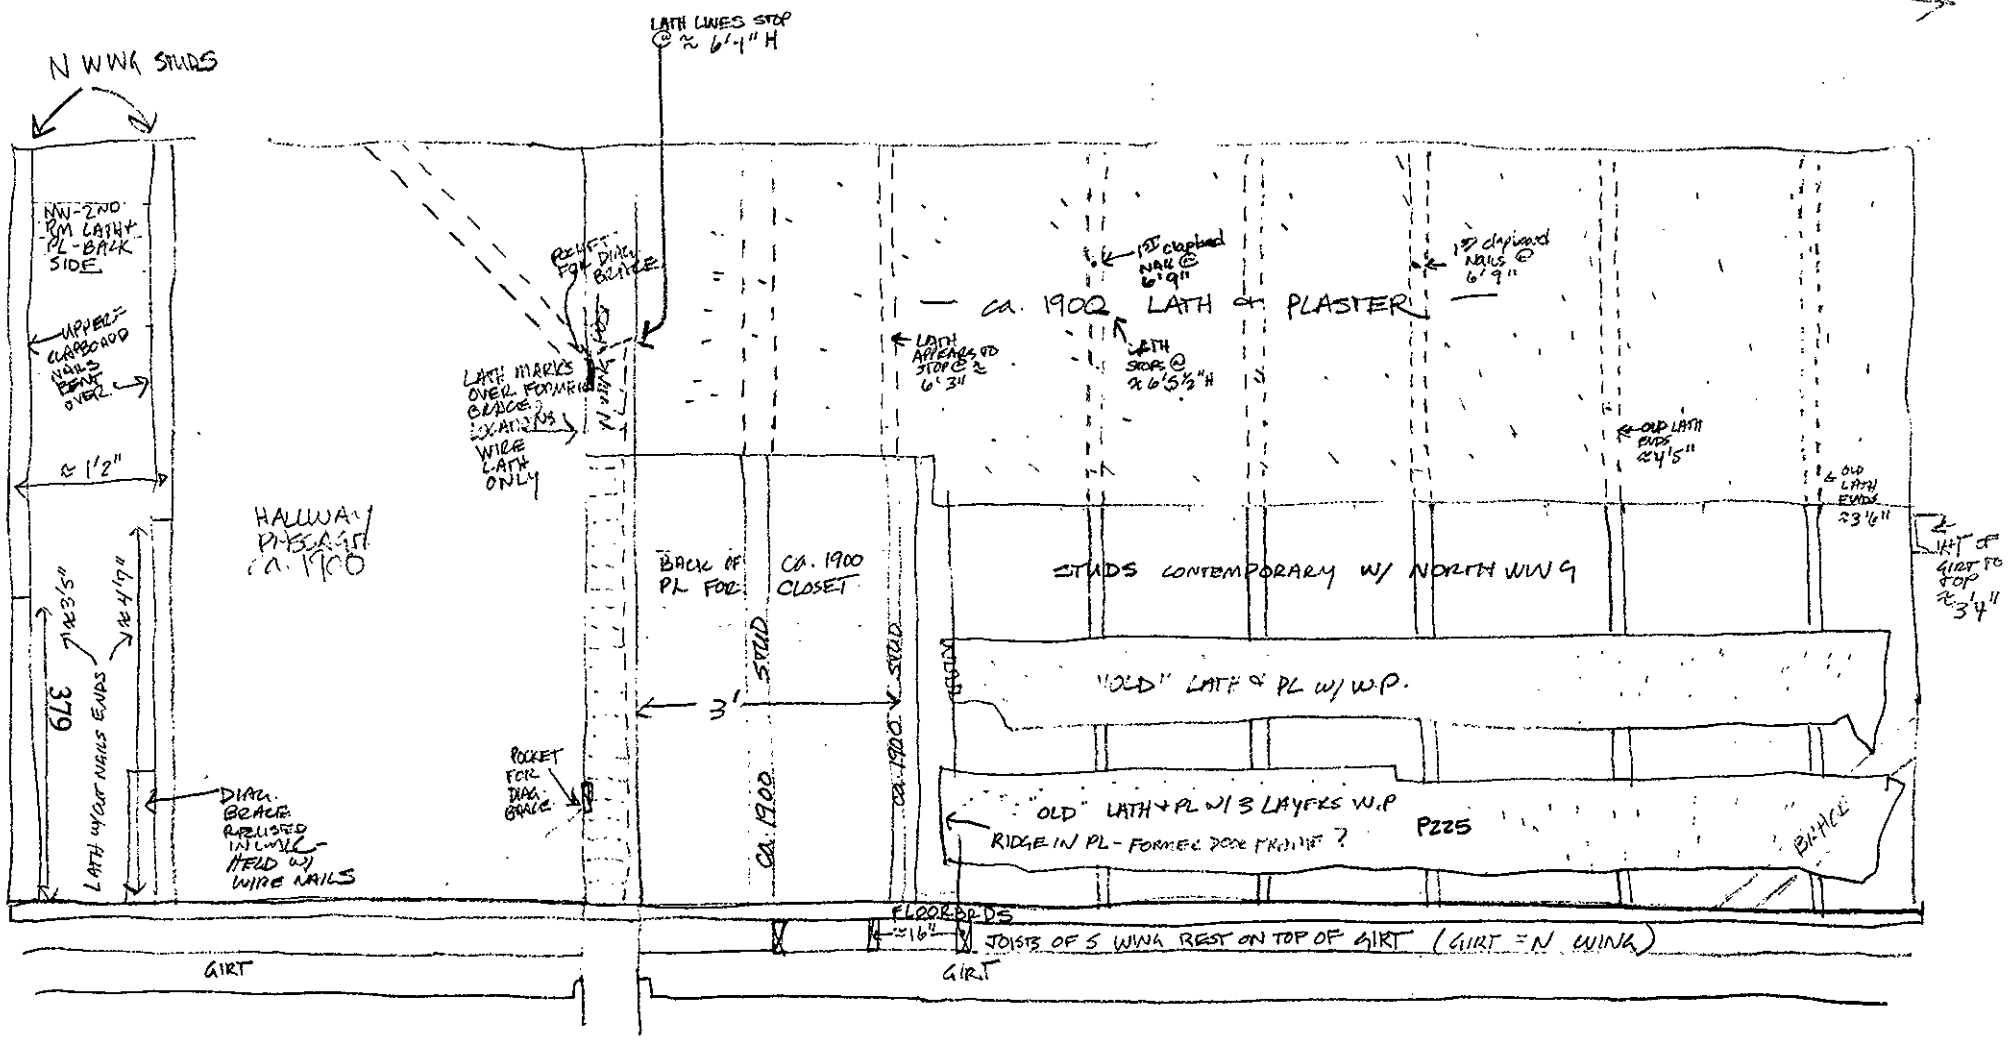 LATH LINES STOP
@ ≈ 6'-1" H
N WING STUDS
NW-2ND
RM LATH+
PL-BACK
SIDE
UPPER
CLAPBOARD
NAILS
BENT
OVER
≈ 1'2"
≈3'5"
≈4'7"
379
LATH W/OUT NAILS ENDS
HALLWAY
PASSAGE
ca. 1900
DIAG.
BRACE
REUSED
IN
HELD W/
WIRE NAILS
POCKET
FOR DIAG.
BRACE
N WING POST
LATH MARKS
OVER FORMER
BRACE
LOCATIONS
WIRE
LATH
ONLY
POCKET
FOR
DIAG.
BRACE
BACK OF
PL FOR
CA. 1900
CLOSET
CA. 1900 STUD
3'
CA. 1900 STUD
LATH
APPEARS TO
STOP @ ≈
6'3"
1ST clapboard
NAIL @
6'9"
1ST clapboard
NAILS @
6'9"
— CA. 1900 LATH & PLASTER —
LATH
STOPS @
≈ 6'5½"H
OLD LATH
ENDS
≈4'5"
OLD
LATH
ENDS
≈3'6"
HT OF
GIRT TO
TOP
≈ 3'4"
STUDS CONTEMPORARY W/ NORTH WING
"OLD" LATH & PL W/ W.P.
"OLD" LATH + PL W/ 3 LAYERS W.P
RIDGE IN PL - FORMER DOOR FRAME ?
P225
BRACE
FLOORBRDS
≈16"
JOISTS OF S WING REST ON TOP OF GIRT (GIRT = N WING)
GIRT
GIRT